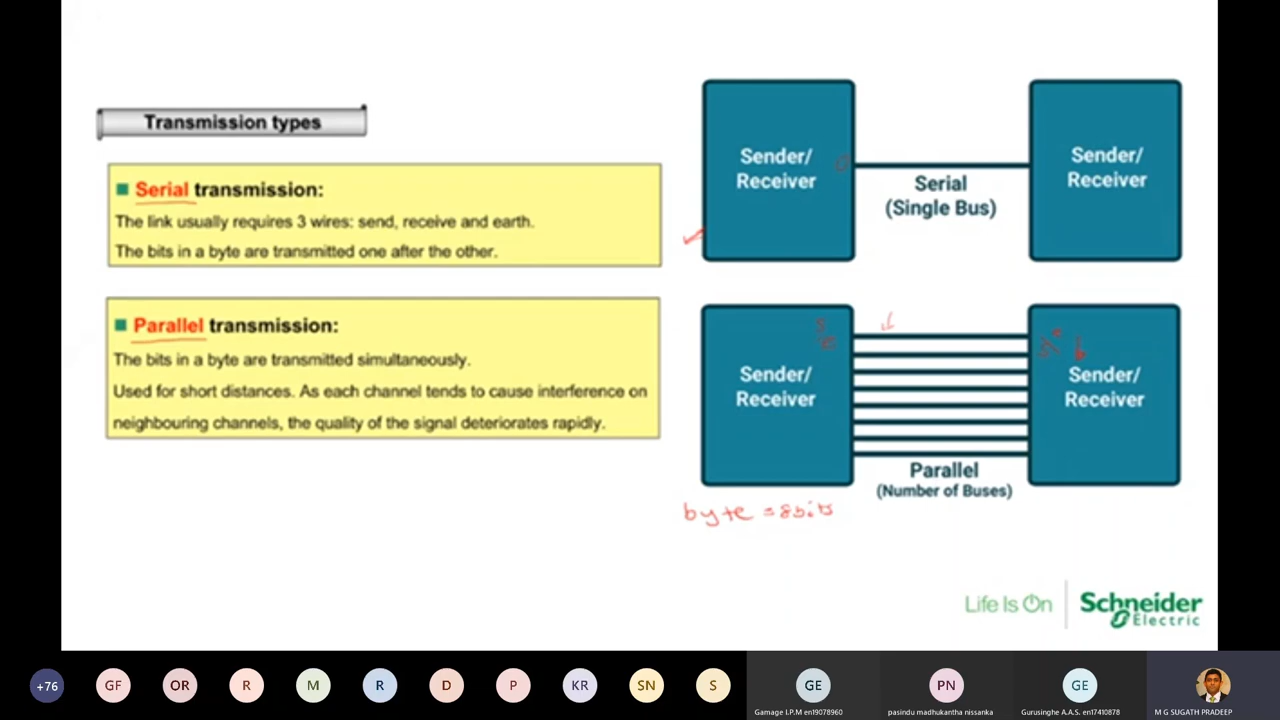 Transmission types
Serial transmission:
The link usually requires 3 wires: send, receive and earth.
The bits in a byte are transmitted one after the other.
Parallel transmission:
The bits in a byte are transmitted simultaneously.
Used for short distances. As each channel tends to cause interference on
neighbouring channels, the quality of the signal deteriorates rapidly.
Sender/
Receiver
Serial
(Single Bus)
Sender/
Receiver
Sender/
Receiver
Parallel
(Number of Buses)
Sender/
Receiver
byte = 8bits
Life Is On
Schneider
Electric
+76
GF
OR
R
M
R
D
P
KR
SN
S
GE
Gamage I.P.M en19078960
PN
pasindu madhukantha nissanka
GE
Gurusinghe A.A.S. en17410878
M G SUGATH PRADEEP